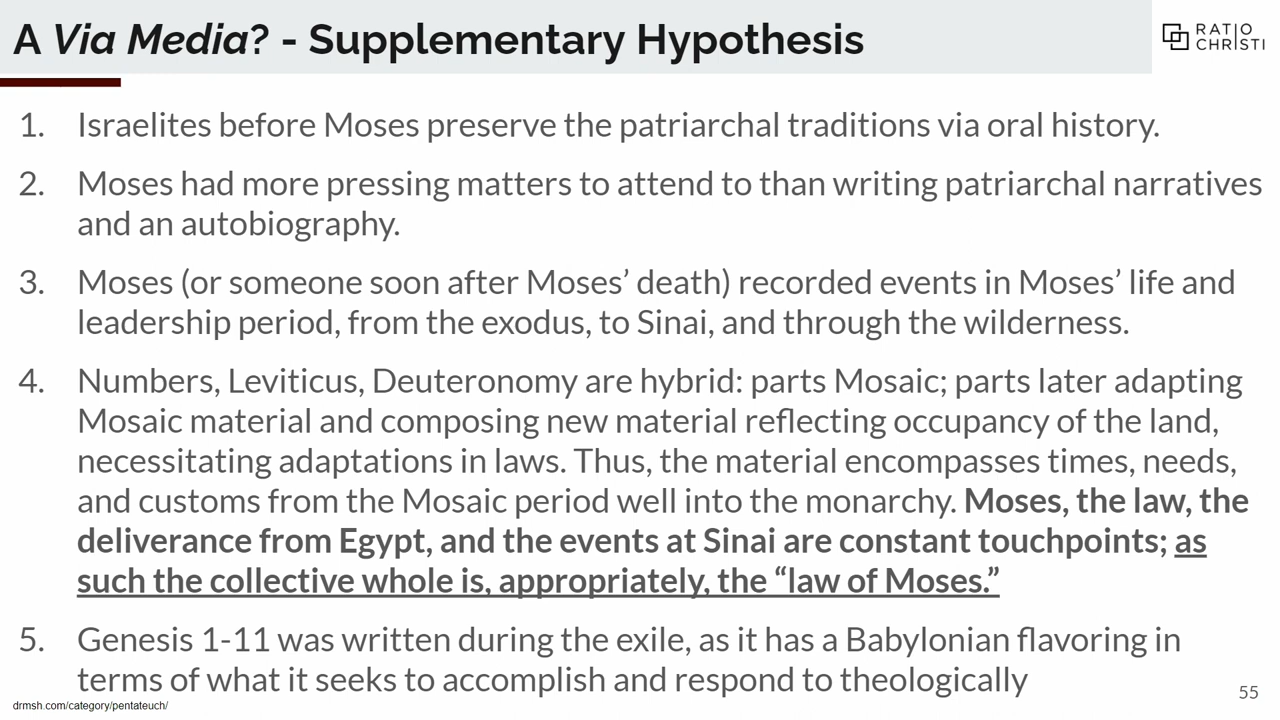 A Via Media? - Supplementary Hypothesis
RATIO
CHRISTI
1. Israelites before Moses preserve the patriarchal traditions via oral history.
2. Moses had more pressing matters to attend to than writing patriarchal narratives
and an autobiography.
3. Moses (or someone soon after Moses’ death) recorded events in Moses’ life and
leadership period, from the exodus, to Sinai, and through the wilderness.
4. Numbers, Leviticus, Deuteronomy are hybrid: parts Mosaic; parts later adapting
Mosaic material and composing new material reflecting occupancy of the land,
necessitating adaptations in laws. Thus, the material encompasses times, needs,
and customs from the Mosaic period well into the monarchy. Moses, the law, the
deliverance from Egypt, and the events at Sinai are constant touchpoints; as
such the collective whole is, appropriately, the “law of Moses.”
5. Genesis 1-11 was written during the exile, as it has a Babylonian flavoring in
terms of what it seeks to accomplish and respond to theologically
drmsh.com/category/pentateuch/
55